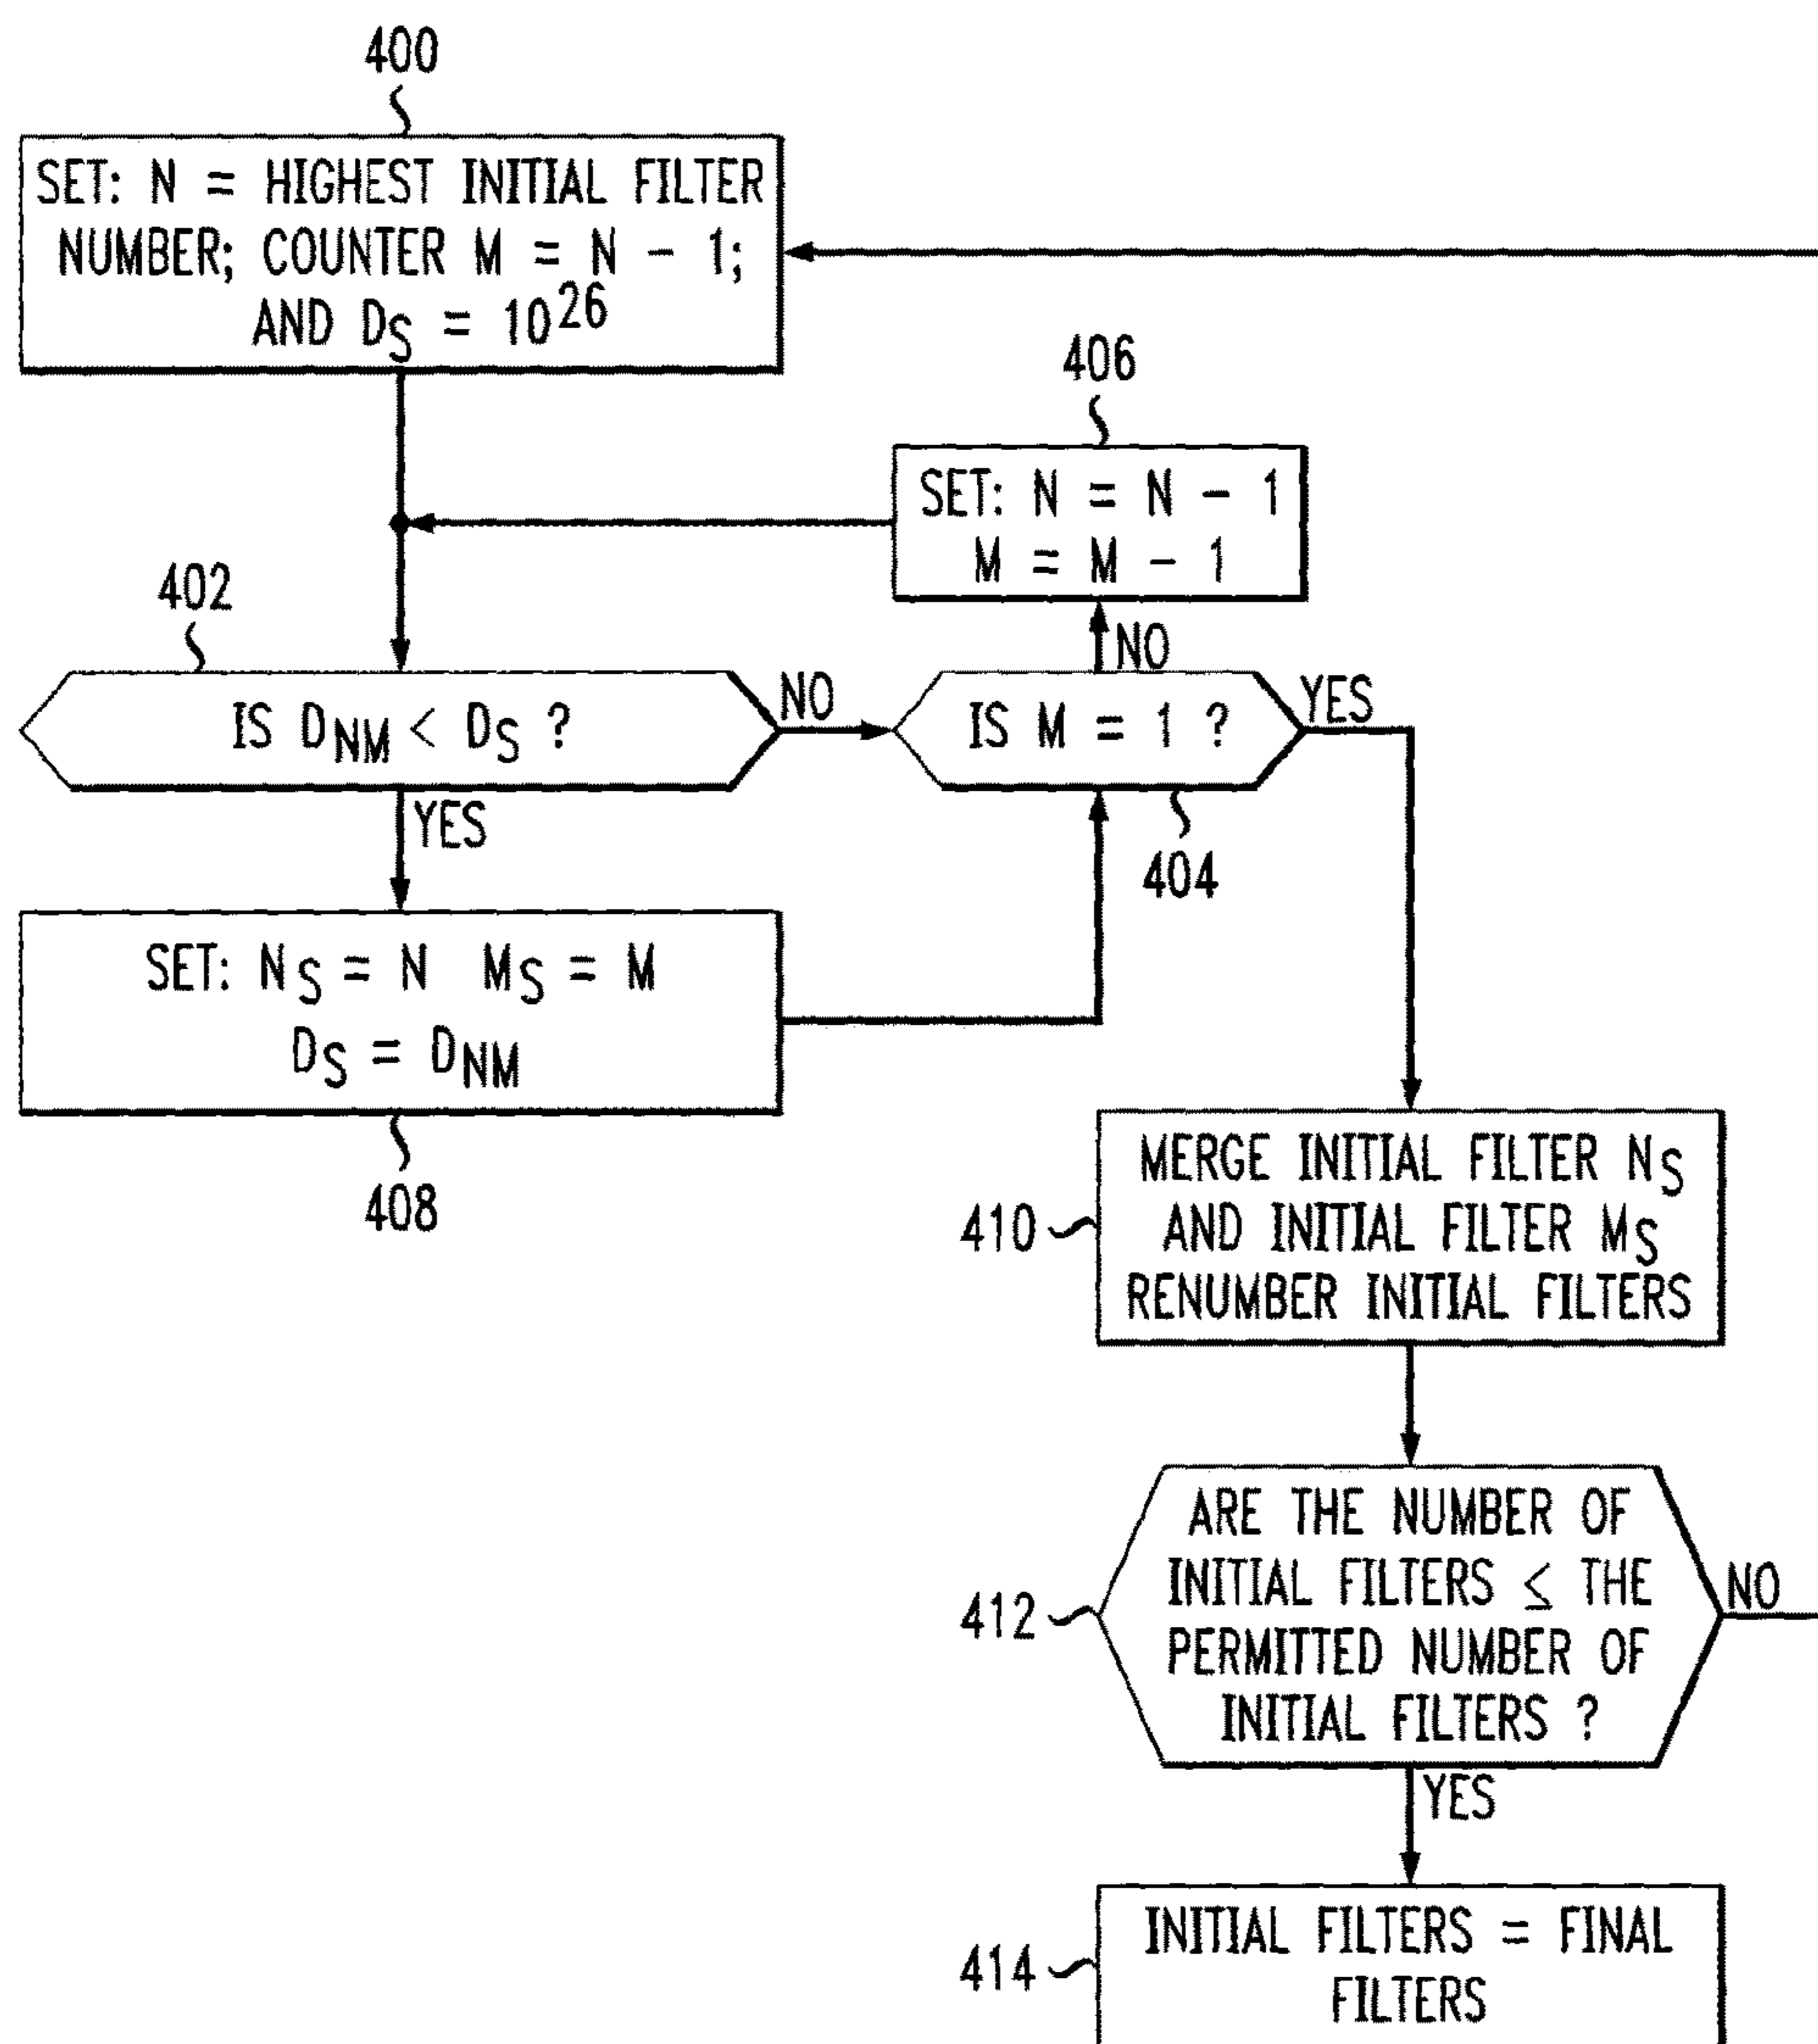 400
SET: N = HIGHEST INITIAL FILTER
NUMBER; COUNTER M = N - 1;
AND DS = 10^26
406
SET: N = N - 1
M = M - 1
402
IS DNM < DS ?
NO
NO
IS M = 1 ?
YES
404
YES
SET: NS = N MS = M
DS = DNM
408
410
MERGE INITIAL FILTER NS
AND INITIAL FILTER MS
RENUMBER INITIAL FILTERS
412
ARE THE NUMBER OF
INITIAL FILTERS ≤ THE
PERMITTED NUMBER OF
INITIAL FILTERS ?
NO
YES
414
INITIAL FILTERS = FINAL
FILTERS